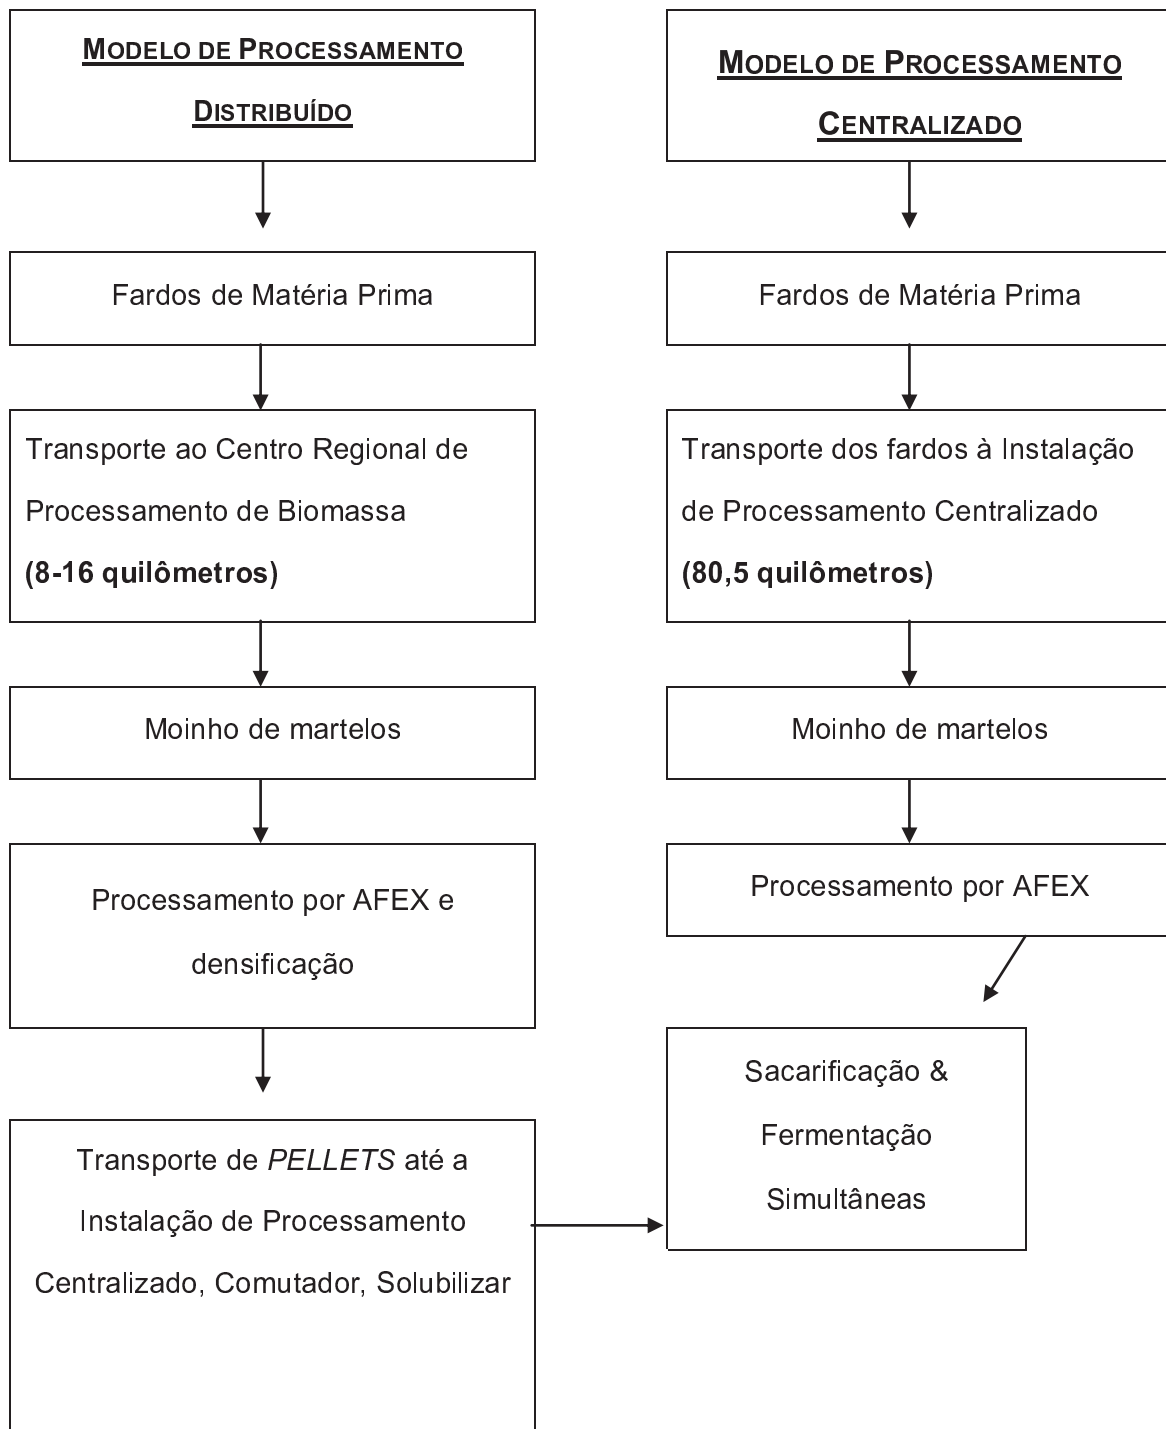 MODELO DE PROCESSAMENTO
DISTRIBUÍDO
Fardos de Matéria Prima
Transporte ao Centro Regional de
Processamento de Biomassa
(8-16 quilômetros)
Moinho de martelos
Processamento por AFEX e
densificação
Transporte de PELLETS até a
Instalação de Processamento
Centralizado, Comutador, Solubilizar
MODELO DE PROCESSAMENTO
CENTRALIZADO
Fardos de Matéria Prima
Transporte dos fardos à Instalação
de Processamento Centralizado
(80,5 quilômetros)
Moinho de martelos
Processamento por AFEX
Sacarificação &
Fermentação
Simultâneas